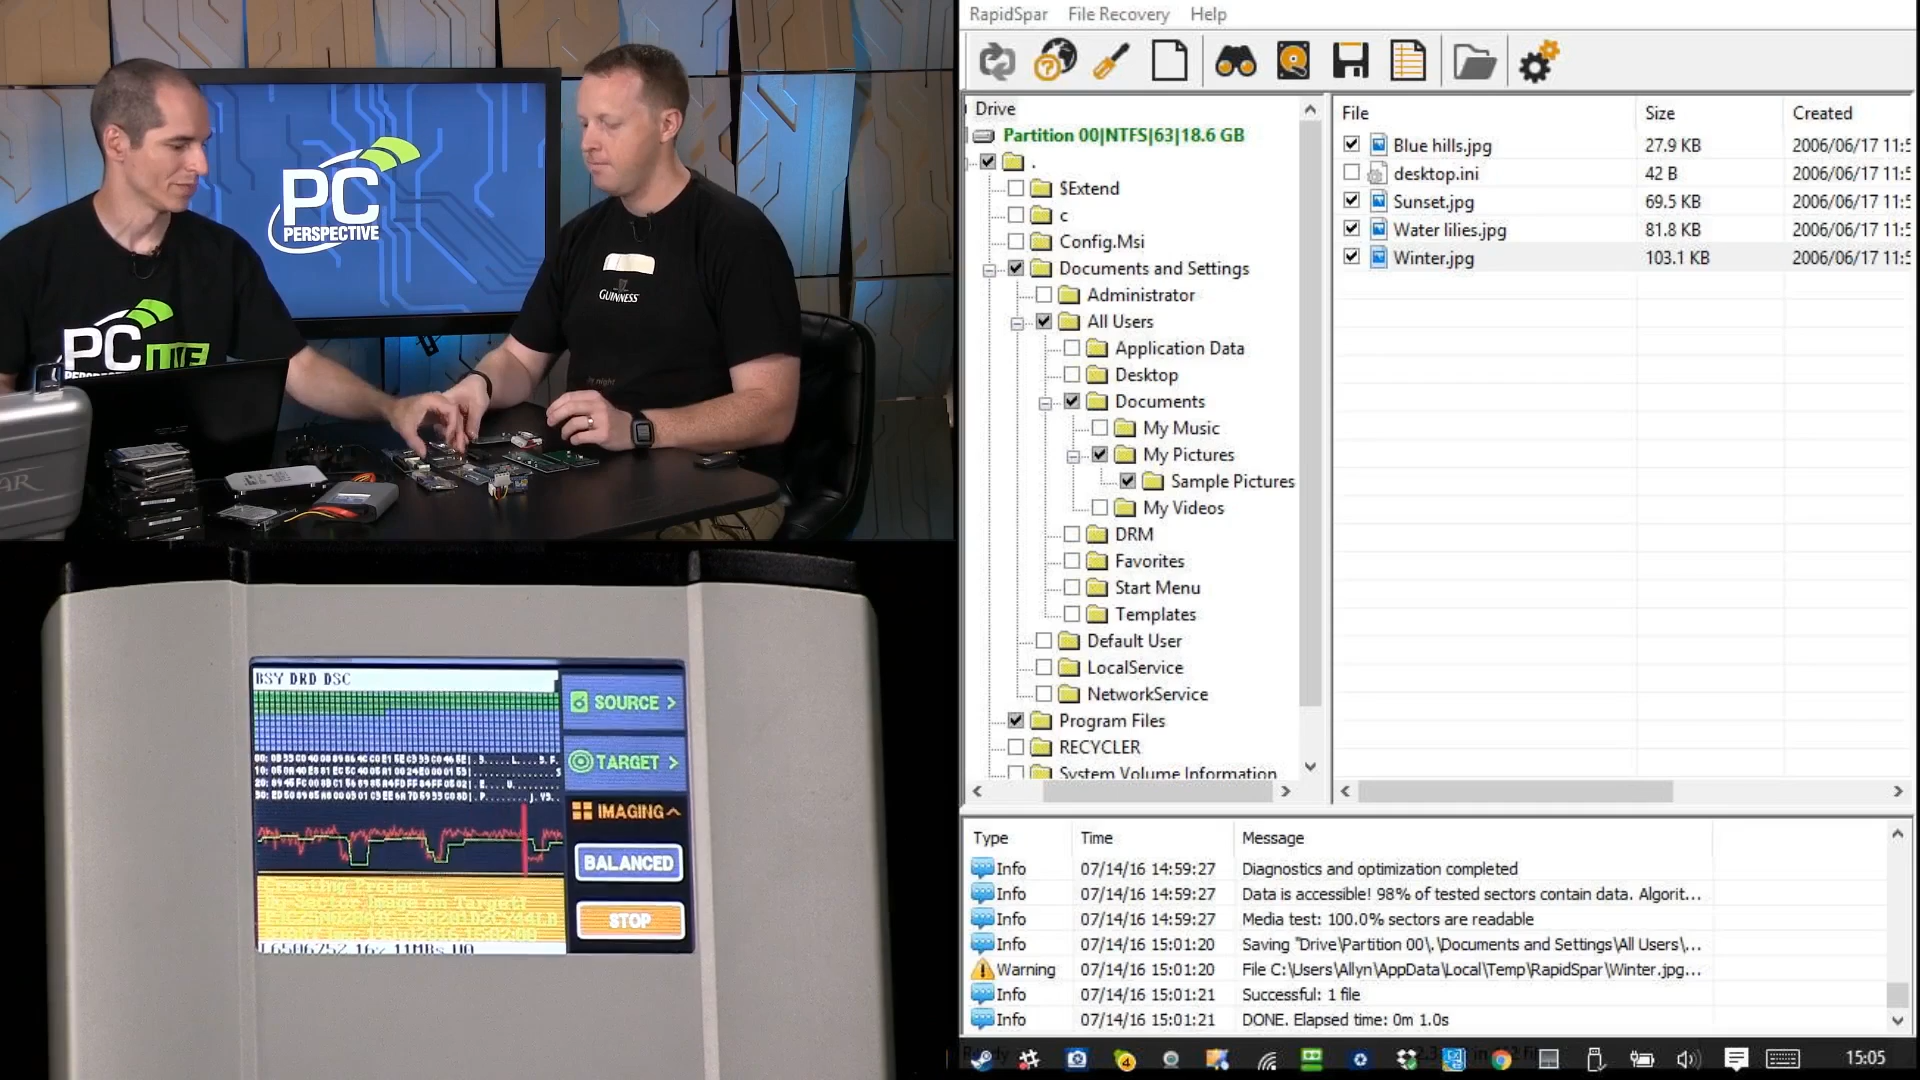 PC
PERSPECTIVE
PC
LIVE
GUINNESS
RapidSpar File Recovery Help
Drive
Partition 00|NTFS|63|18.6 GB
.
$Extend
c
Config.Msi
Documents and Settings
Administrator
All Users
Application Data
Desktop
Documents
My Music
My Pictures
Sample Pictures
My Videos
DRM
Favorites
Start Menu
Templates
Default User
LocalService
NetworkService
Program Files
RECYCLER
System Volume Information
File Size Created
Blue hills.jpg 27.9 KB 2006/06/17 11:5
desktop.ini 42 B 2006/06/17 11:5
Sunset.jpg 69.5 KB 2006/06/17 11:5
Water lilies.jpg 81.8 KB 2006/06/17 11:5
Winter.jpg 103.1 KB 2006/06/17 11:5
Type Time Message
Info 07/14/16 14:59:27 Diagnostics and optimization completed
Info 07/14/16 14:59:27 Data is accessible! 98% of tested sectors contain data. Algorit...
Info 07/14/16 14:59:27 Media test: 100.0% sectors are readable
Info 07/14/16 15:01:20 Saving "Drive\Partition 00\.\Documents and Settings\All Users\...
Warning 07/14/16 15:01:20 File C:\Users\Allyn\AppData\Local\Temp\RapidSpar\Winter.jpg...
Info 07/14/16 15:01:21 Successful: 1 file
Info 07/14/16 15:01:21 DONE. Elapsed time: 0m 1.0s
15:05
BSY DRD DSC
SOURCE >
TARGET >
IMAGING
BALANCED
STOP
Creating Project...
Sector Image on Target?